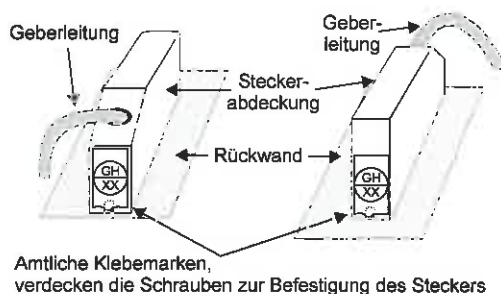 Geberleitung
Geber-
leitung
Stecker-
abdeckung
Rückwand
GH
XX
GH
XX
Amtliche Klebemarken,
verdecken die Schrauben zur Befestigung des Steckers